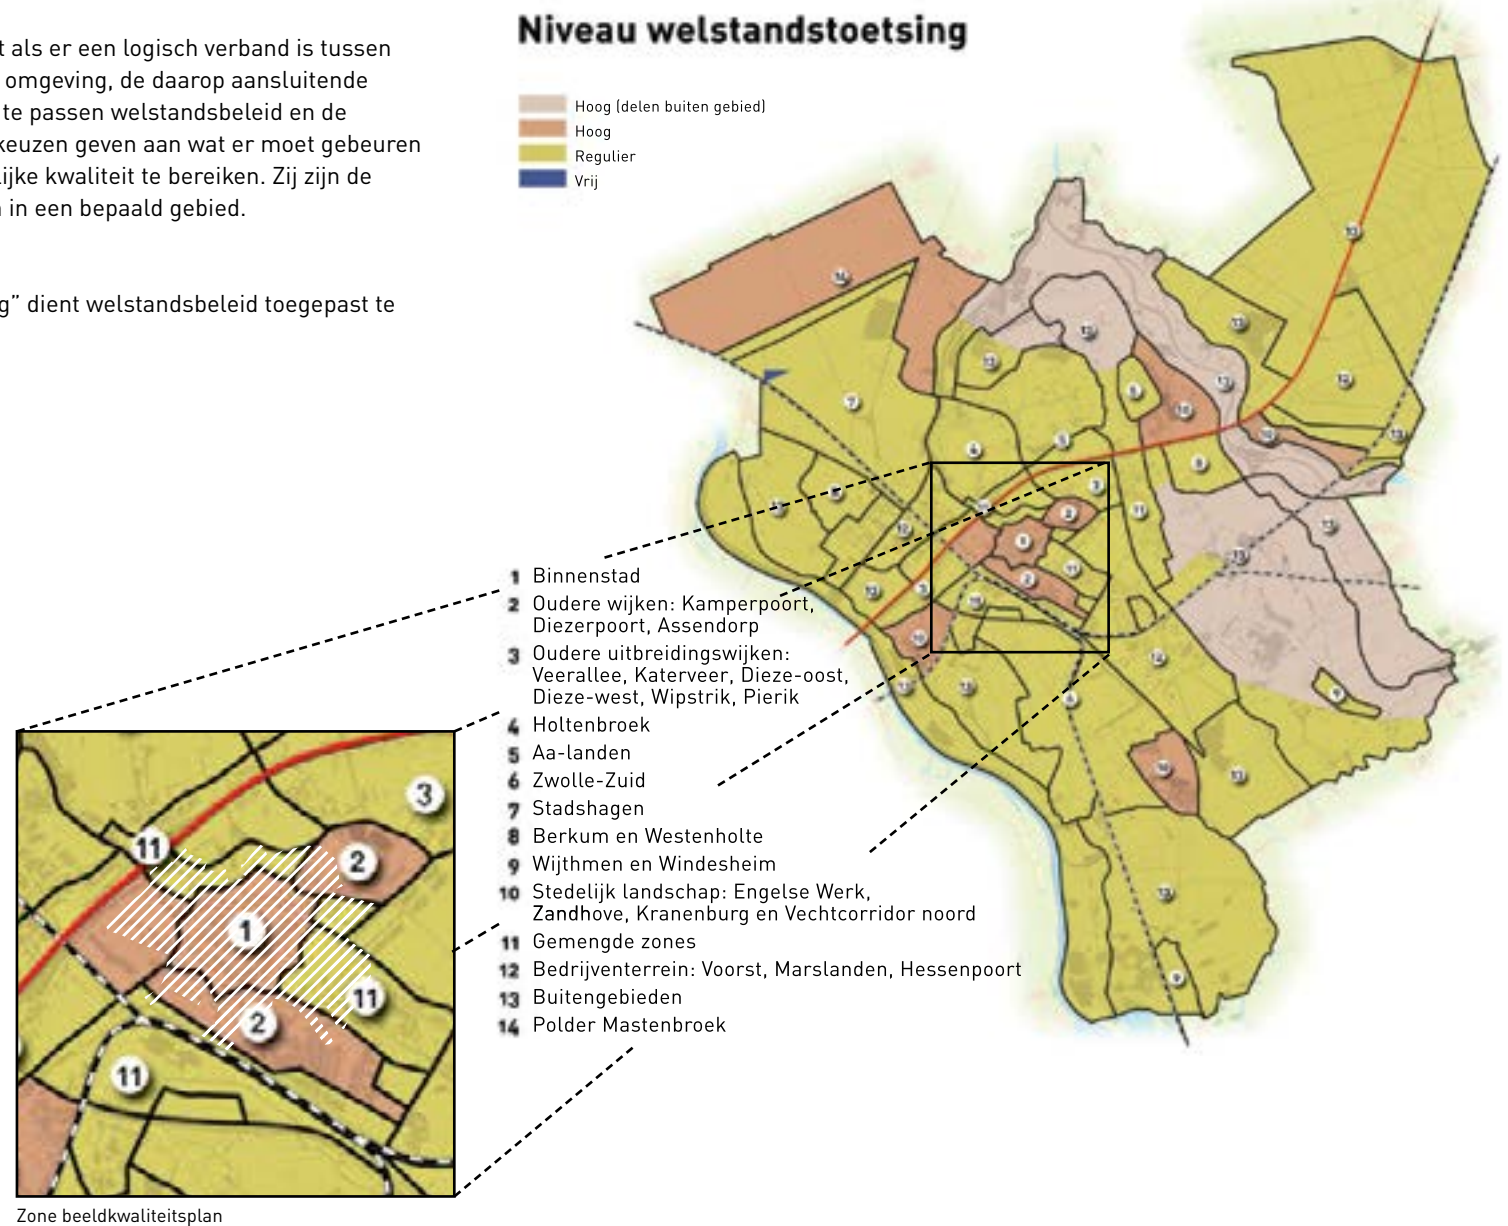 t als er een logisch verband is tussen
omgeving, de daarop aansluitende
te passen welstandsbeleid en de
keuzen geven aan wat er moet gebeuren
ijke kwaliteit te bereiken. Zij zijn de
in een bepaald gebied.
g” dient welstandsbeleid toegepast te
Niveau welstandstoetsing
Hoog (delen buiten gebied)
Hoog
Regulier
Vrij
1 Binnenstad
2 Oudere wijken: Kamperpoort,
Diezerpoort, Assendorp
3 Oudere uitbreidingswijken:
Veerallee, Katerveer, Dieze-oost,
Dieze-west, Wipstrik, Pierik
4 Holtenbroek
5 Aa-landen
6 Zwolle-Zuid
7 Stadshagen
8 Berkum en Westenholte
9 Wijthmen en Windesheim
10 Stedelijk landschap: Engelse Werk,
Zandhove, Kranenburg en Vechtcorridor noord
11 Gemengde zones
12 Bedrijventerrein: Voorst, Marslanden, Hessenpoort
13 Buitengebieden
14 Polder Mastenbroek
3
11
2
1
11
2
11
Zone beeldkwaliteitsplan